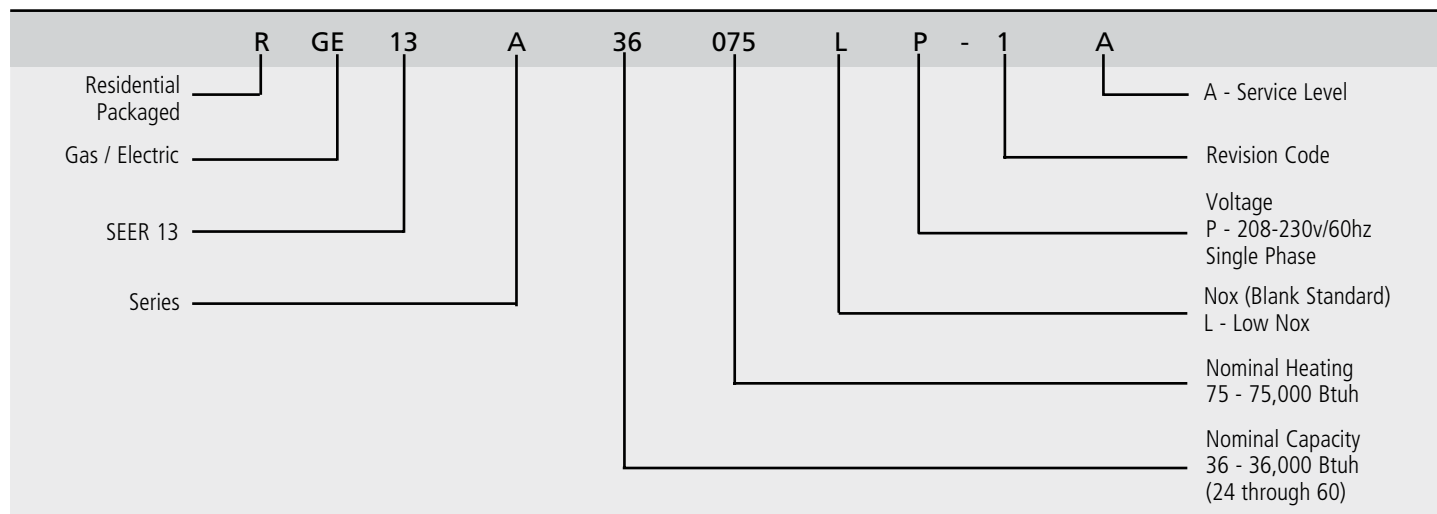 R GE 13 A 36 075 L P - 1 A
Residential
Packaged
Gas / Electric
SEER 13
Series
A - Service Level
Revision Code
Voltage
P - 208-230v/60hz
Single Phase
Nox (Blank Standard)
L - Low Nox
Nominal Heating
75 - 75,000 Btuh
Nominal Capacity
36 - 36,000 Btuh
(24 through 60)